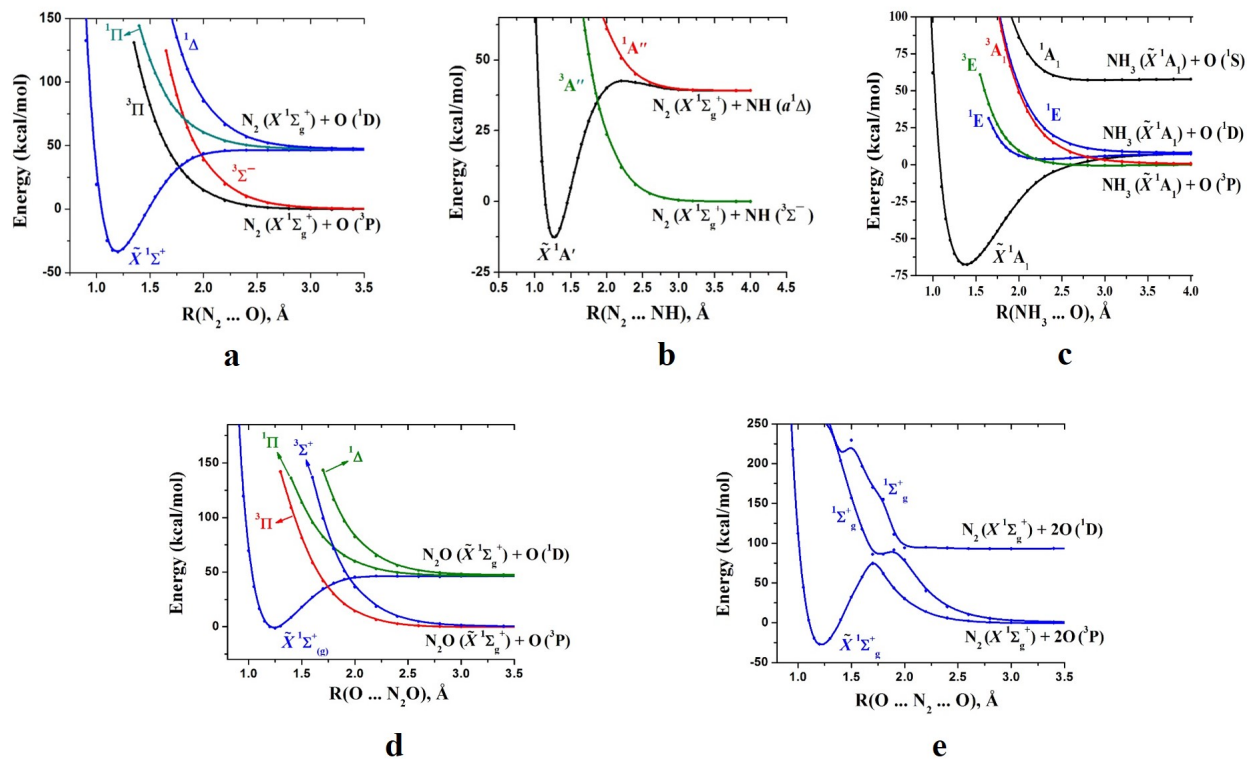 Energy (kcal/mol)
150
100
50
0
-50
1.0 1.5 2.0 2.5 3.0 3.5
R(N₂ ... O), Å
¹Π
¹Δ
³Π
³Σ⁻
N₂ (X ¹Σg⁺) + O (¹D)
N₂ (X ¹Σg⁺) + O (³P)
X̃ ¹Σ⁺
a
Energy (kcal/mol)
50
25
0
-25
0.5 1.0 1.5 2.0 2.5 3.0 3.5 4.0 4.5
R(N₂ ... NH), Å
¹A″
³A″
N₂ (X ¹Σg⁺) + NH (a¹Δ)
N₂ (X ¹Σg⁺) + NH (³Σ⁻)
X̃ ¹A′
b
Energy (kcal/mol)
100
75
50
25
0
-25
-50
-75
1.0 1.5 2.0 2.5 3.0 3.5 4.0
R(NH₃ ... O), Å
³A₁
¹A₁
³E
¹E
¹E
NH₃ (X̃ ¹A₁) + O (¹S)
NH₃ (X̃ ¹A₁) + O (¹D)
NH₃ (X̃ ¹A₁) + O (³P)
X̃ ¹A₁
c
Energy (kcal/mol)
150
100
50
0
1.0 1.5 2.0 2.5 3.0 3.5
R(O ... N₂O), Å
¹Π
³Σ⁺
¹Δ
³Π
N₂O (X̃ ¹Σg⁺) + O (¹D)
N₂O (X̃ ¹Σg⁺) + O (³P)
X̃ ¹Σ⁺(g)
d
Energy (kcal/mol)
250
200
150
100
50
0
-50
1.0 1.5 2.0 2.5 3.0 3.5
R(O ... N₂ ... O), Å
¹Σg⁺
¹Σg⁺
N₂ (X ¹Σg⁺) + 2O (¹D)
N₂ (X ¹Σg⁺) + 2O (³P)
X̃ ¹Σg⁺
e